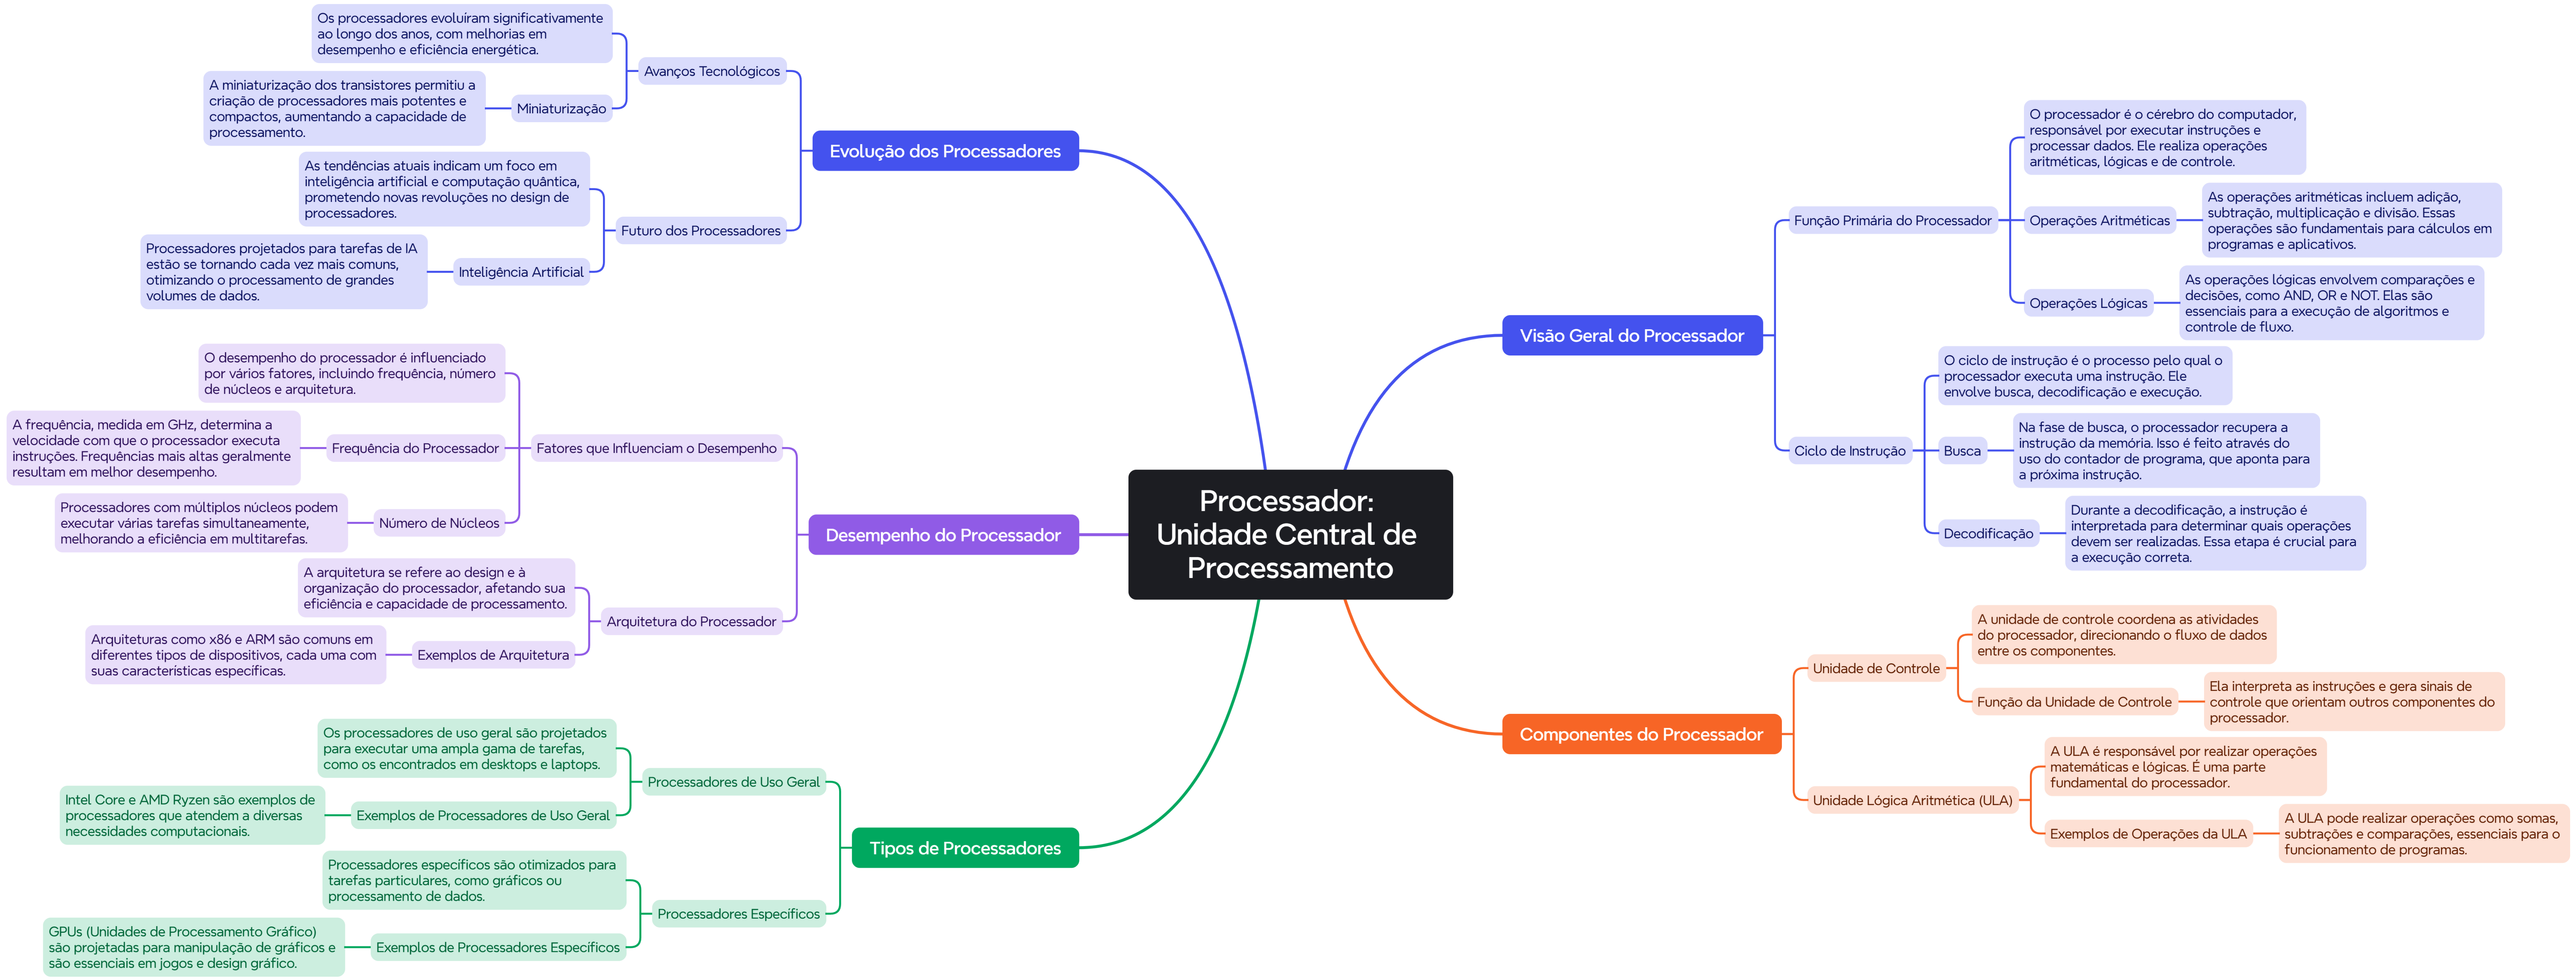 Processador:
Unidade Central de
Processamento
Visão Geral do Processador
Função Primária do Processador
O processador é o cérebro do computador,
responsável por executar instruções e
processar dados. Ele realiza operações
aritméticas, lógicas e de controle.
Operações Aritméticas
As operações aritméticas incluem adição,
subtração, multiplicação e divisão. Essas
operações são fundamentais para cálculos em
programas e aplicativos.
Operações Lógicas
As operações lógicas envolvem comparações e
decisões, como AND, OR e NOT. Elas são
essenciais para a execução de algoritmos e
controle de fluxo.
Ciclo de Instrução
O ciclo de instrução é o processo pelo qual o
processador executa uma instrução. Ele
envolve busca, decodificação e execução.
Busca
Na fase de busca, o processador recupera a
instrução da memória. Isso é feito através do
uso do contador de programa, que aponta para
a próxima instrução.
Decodificação
Durante a decodificação, a instrução é
interpretada para determinar quais operações
devem ser realizadas. Essa etapa é crucial para
a execução correta.
Componentes do Processador
Unidade de Controle
A unidade de controle coordena as atividades
do processador, direcionando o fluxo de dados
entre os componentes.
Função da Unidade de Controle
Ela interpreta as instruções e gera sinais de
controle que orientam outros componentes do
processador.
Unidade Lógica Aritmética (ULA)
A ULA é responsável por realizar operações
matemáticas e lógicas. É uma parte
fundamental do processador.
Exemplos de Operações da ULA
A ULA pode realizar operações como somas,
subtrações e comparações, essenciais para o
funcionamento de programas.
Evolução dos Processadores
Avanços Tecnológicos
Os processadores evoluíram significativamente
ao longo dos anos, com melhorias em
desempenho e eficiência energética.
Miniaturização
A miniaturização dos transistores permitiu a
criação de processadores mais potentes e
compactos, aumentando a capacidade de
processamento.
Futuro dos Processadores
As tendências atuais indicam um foco em
inteligência artificial e computação quântica,
prometendo novas revoluções no design de
processadores.
Inteligência Artificial
Processadores projetados para tarefas de IA
estão se tornando cada vez mais comuns,
otimizando o processamento de grandes
volumes de dados.
Desempenho do Processador
Fatores que Influenciam o Desempenho
O desempenho do processador é influenciado
por vários fatores, incluindo frequência, número
de núcleos e arquitetura.
Frequência do Processador
A frequência, medida em GHz, determina a
velocidade com que o processador executa
instruções. Frequências mais altas geralmente
resultam em melhor desempenho.
Número de Núcleos
Processadores com múltiplos núcleos podem
executar várias tarefas simultaneamente,
melhorando a eficiência em multitarefas.
Arquitetura do Processador
A arquitetura se refere ao design e à
organização do processador, afetando sua
eficiência e capacidade de processamento.
Exemplos de Arquitetura
Arquiteturas como x86 e ARM são comuns em
diferentes tipos de dispositivos, cada uma com
suas características específicas.
Tipos de Processadores
Processadores de Uso Geral
Os processadores de uso geral são projetados
para executar uma ampla gama de tarefas,
como os encontrados em desktops e laptops.
Exemplos de Processadores de Uso Geral
Intel Core e AMD Ryzen são exemplos de
processadores que atendem a diversas
necessidades computacionais.
Processadores Específicos
Processadores específicos são otimizados para
tarefas particulares, como gráficos ou
processamento de dados.
Exemplos de Processadores Específicos
GPUs (Unidades de Processamento Gráfico)
são projetadas para manipulação de gráficos e
são essenciais em jogos e design gráfico.